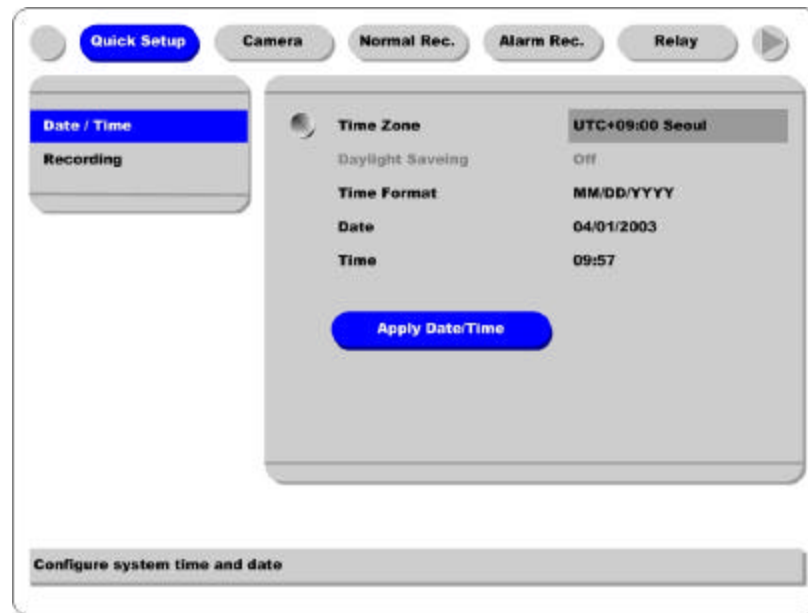 Quick Setup Camera Normal Rec. Alarm Rec. Relay
Date / Time
Recording
Time Zone UTC+09:00 Seoul
Daylight Saveing Off
Time Format MM/DD/YYYY
Date 04/01/2003
Time 09:57
Apply Date/Time
Configure system time and date